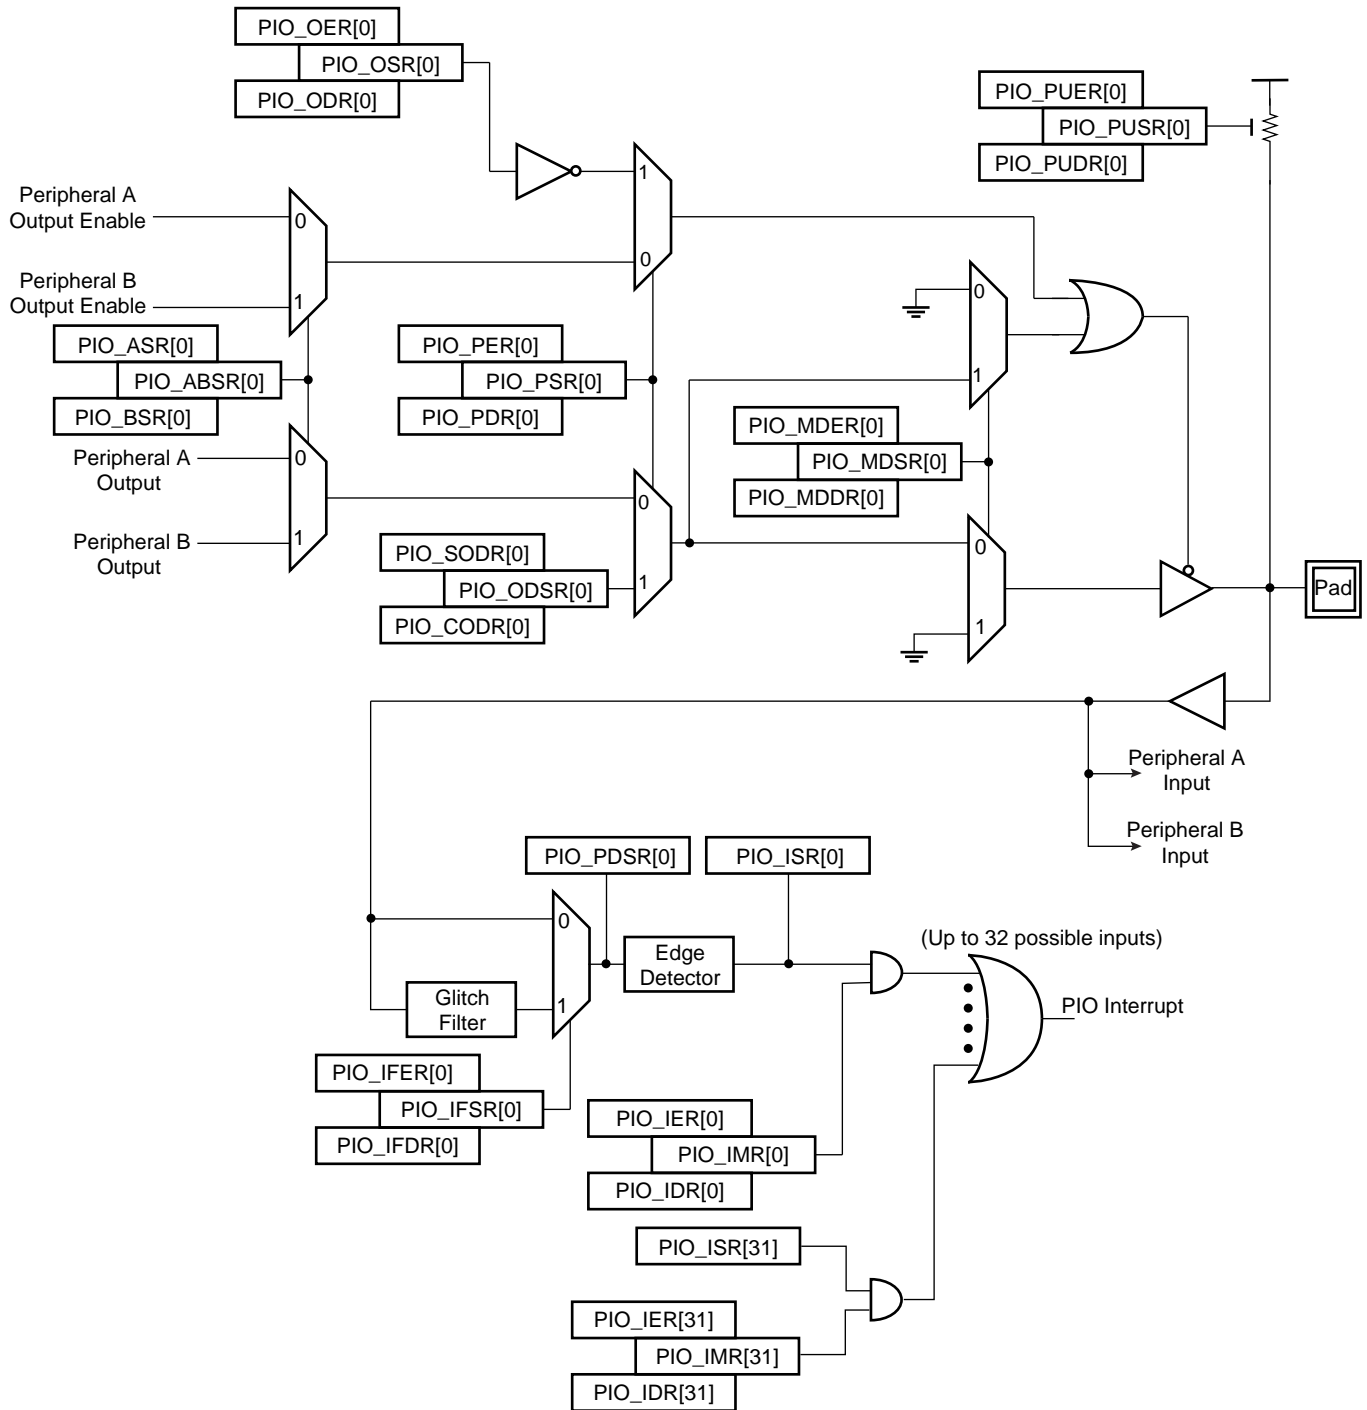 PIO_OER[0]
PIO_OSR[0]
PIO_ODR[0]
PIO_PUER[0]
PIO_PUSR[0]
PIO_PUDR[0]
1
0
Peripheral A
Output Enable
0
Peripheral B
Output Enable
1
0
1
PIO_ASR[0]
PIO_ABSR[0]
PIO_BSR[0]
PIO_PER[0]
PIO_PSR[0]
PIO_PDR[0]
PIO_MDER[0]
PIO_MDSR[0]
PIO_MDDR[0]
Peripheral A
Output
0
Peripheral B
Output
1
0
1
PIO_SODR[0]
PIO_ODSR[0]
PIO_CODR[0]
0
1
Pad
Peripheral A
Input
Peripheral B
Input
PIO_PDSR[0]
PIO_ISR[0]
0
1
Edge
Detector
Glitch
Filter
(Up to 32 possible inputs)
PIO Interrupt
PIO_IFER[0]
PIO_IFSR[0]
PIO_IFDR[0]
PIO_IER[0]
PIO_IMR[0]
PIO_IDR[0]
PIO_ISR[31]
PIO_IER[31]
PIO_IMR[31]
PIO_IDR[31]